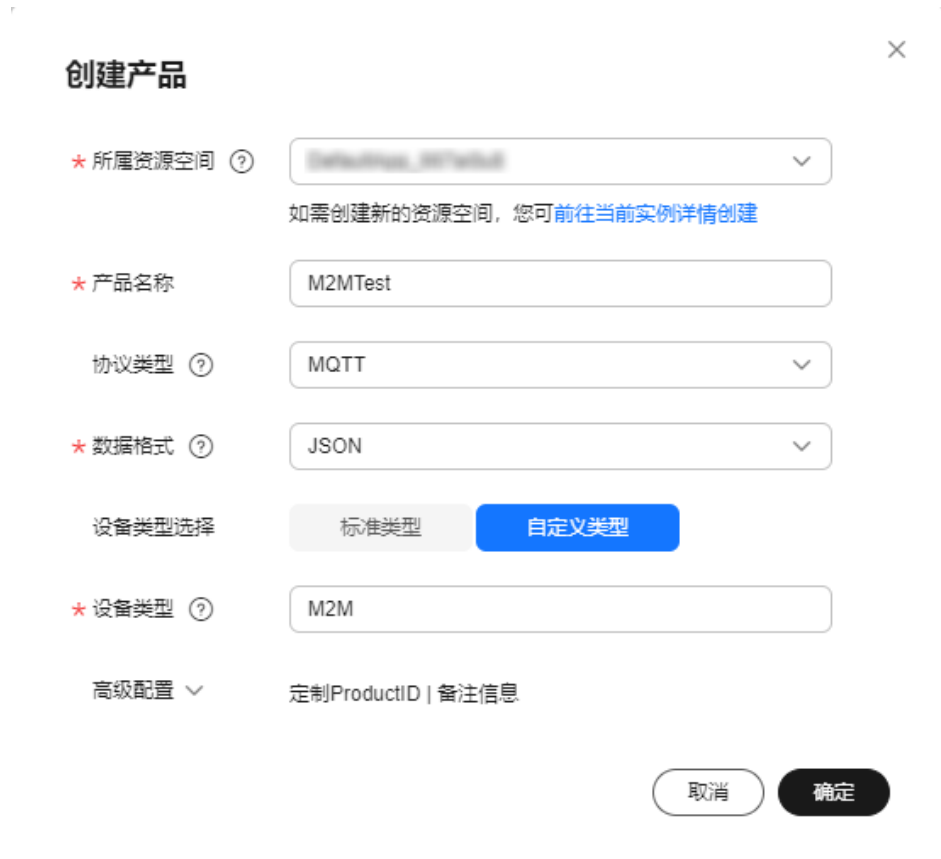 创建产品
* 所属资源空间 ?
如需创建新的资源空间，您可前往当前实例详情创建
* 产品名称 M2MTest
协议类型 ? MQTT
* 数据格式 ? JSON
设备类型选择 标准类型 自定义类型
* 设备类型 ? M2M
高级配置 定制ProductID | 备注信息
取消 确定